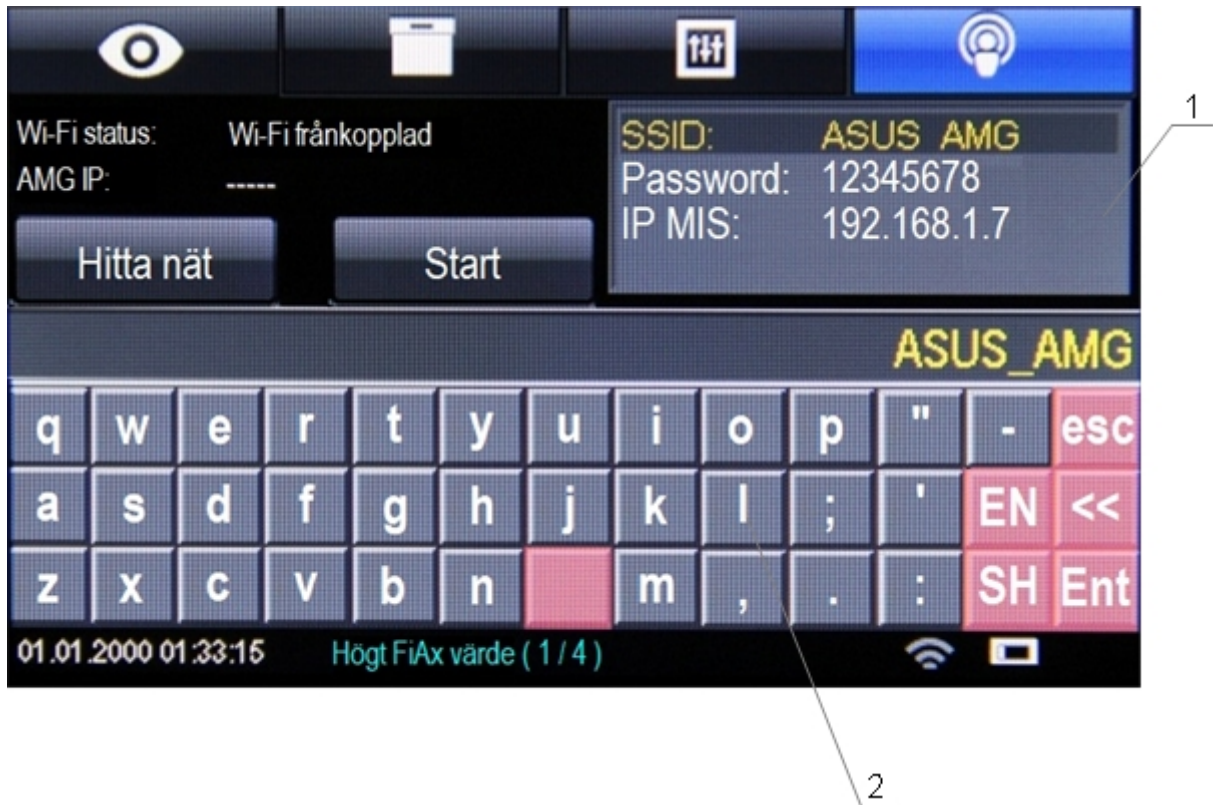 Wi-Fi status: Wi-Fi frånkopplad
AMG IP: -----
Hitta nät Start
SSID: ASUS AMG
Password: 12345678
IP MIS: 192.168.1.7
1
ASUS_AMG
q w e r t y u i o p " - esc
a s d f g h j k l ; ' EN <<
z x c v b n m , . : SH Ent
01.01.2000 01:33:15 Högt FiAx värde ( 1 / 4 )
2